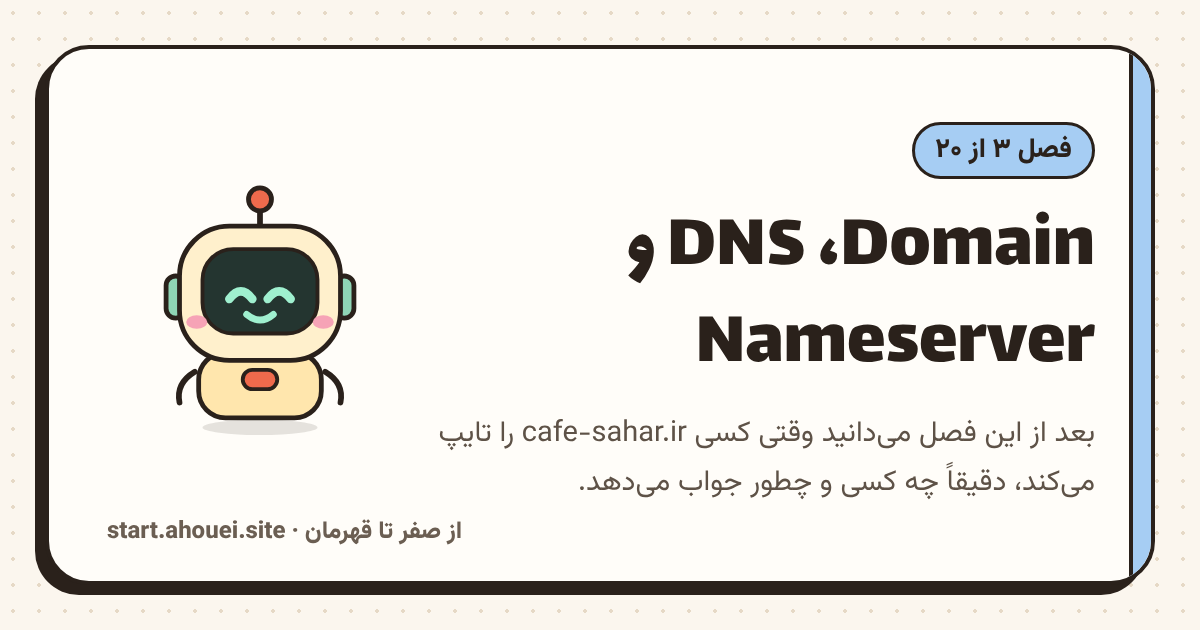 فصل ۳ از ۲۰
Domain، DNS و
Nameserver
بعد از این فصل می‌دانید وقتی کسی cafe-sahar.ir را تایپ
می‌کند، دقیقاً چه کسی و چطور جواب می‌دهد.
از صفر تا قهرمان · start.ahouei.site